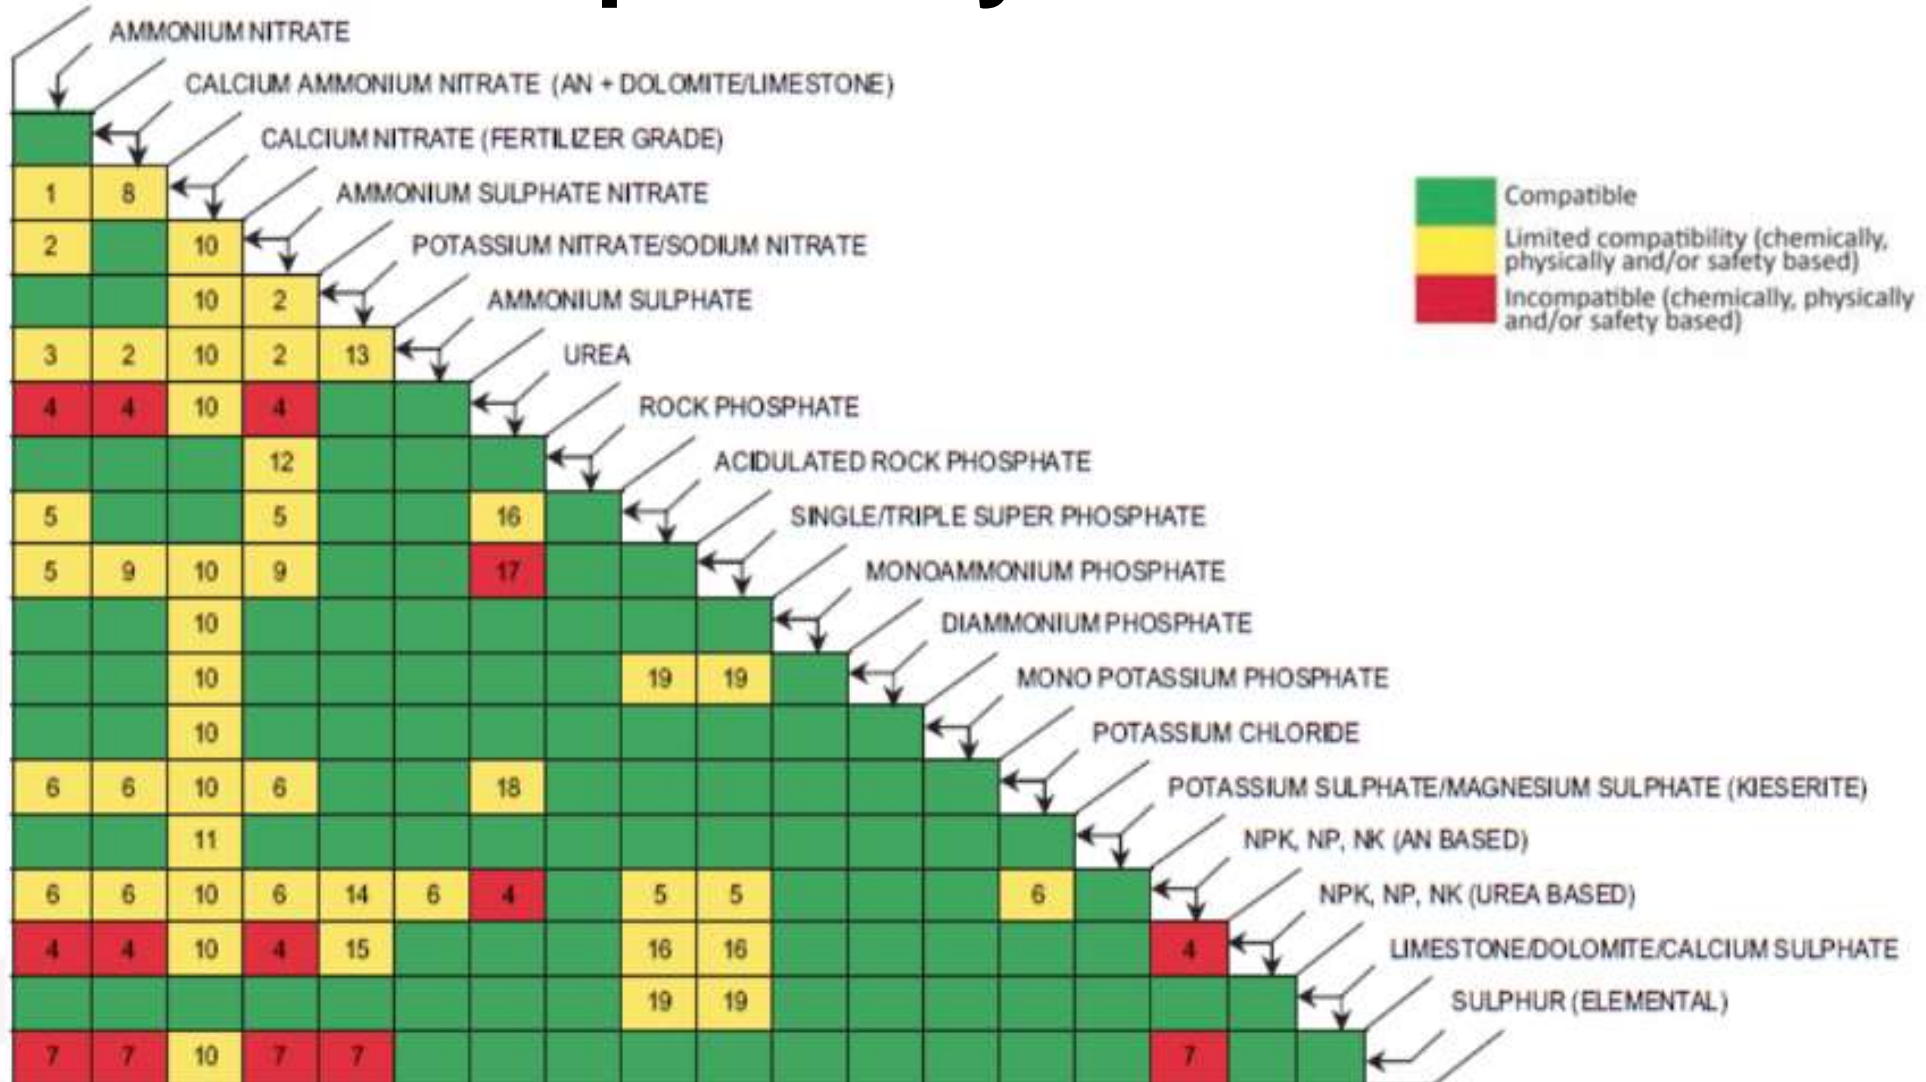 AMMONIUM NITRATE
CALCIUM AMMONIUM NITRATE (AN + DOLOMITE/LIMESTONE)
CALCIUM NITRATE (FERTILIZER GRADE)
1 8 AMMONIUM SULPHATE NITRATE
Compatible
2 10 POTASSIUM NITRATE/SODIUM NITRATE
Limited compatibility (chemically,
physically and/or safety based)
10 2 AMMONIUM SULPHATE
Incompatible (chemically, physically
and/or safety based)
3 2 10 2 13 UREA
4 4 10 4 ROCK PHOSPHATE
12 ACIDULATED ROCK PHOSPHATE
5 5 16 SINGLE/TRIPLE SUPER PHOSPHATE
5 9 10 9 17 MONOAMMONIUM PHOSPHATE
10 DIAMMONIUM PHOSPHATE
10 19 19 MONO POTASSIUM PHOSPHATE
10 POTASSIUM CHLORIDE
6 6 10 6 18 POTASSIUM SULPHATE/MAGNESIUM SULPHATE (KIESERITE)
11 NPK, NP, NK (AN BASED)
6 6 10 6 14 6 4 5 5 6 NPK, NP, NK (UREA BASED)
4 4 10 4 15 16 16 4 LIMESTONE/DOLOMITE/CALCIUM SULPHATE
19 19 SULPHUR (ELEMENTAL)
7 7 10 7 7 7